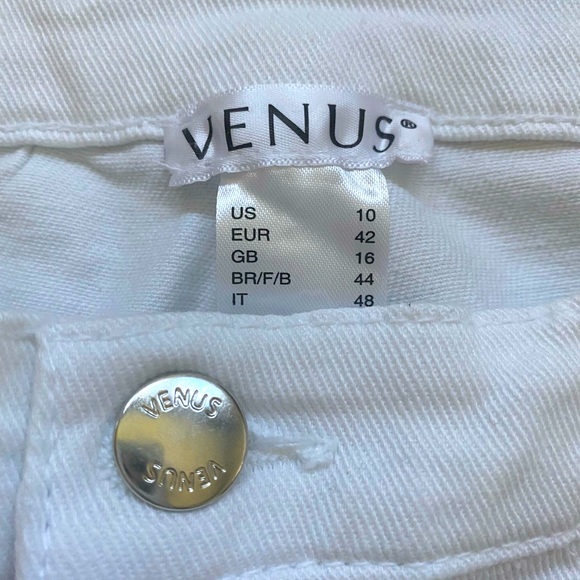 VENUS®
US 10
EUR 42
GB 16
BR/F/B 44
IT 48
VENUS
VENUS